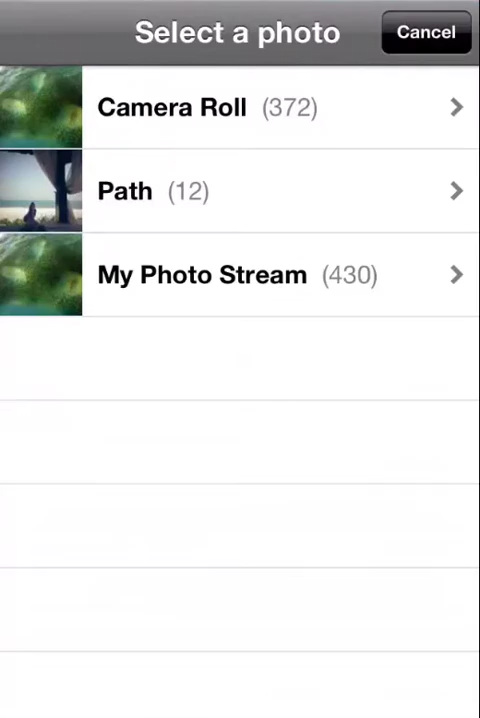 Select a photo
Cancel
Camera Roll (372)
Path (12)
My Photo Stream (430)